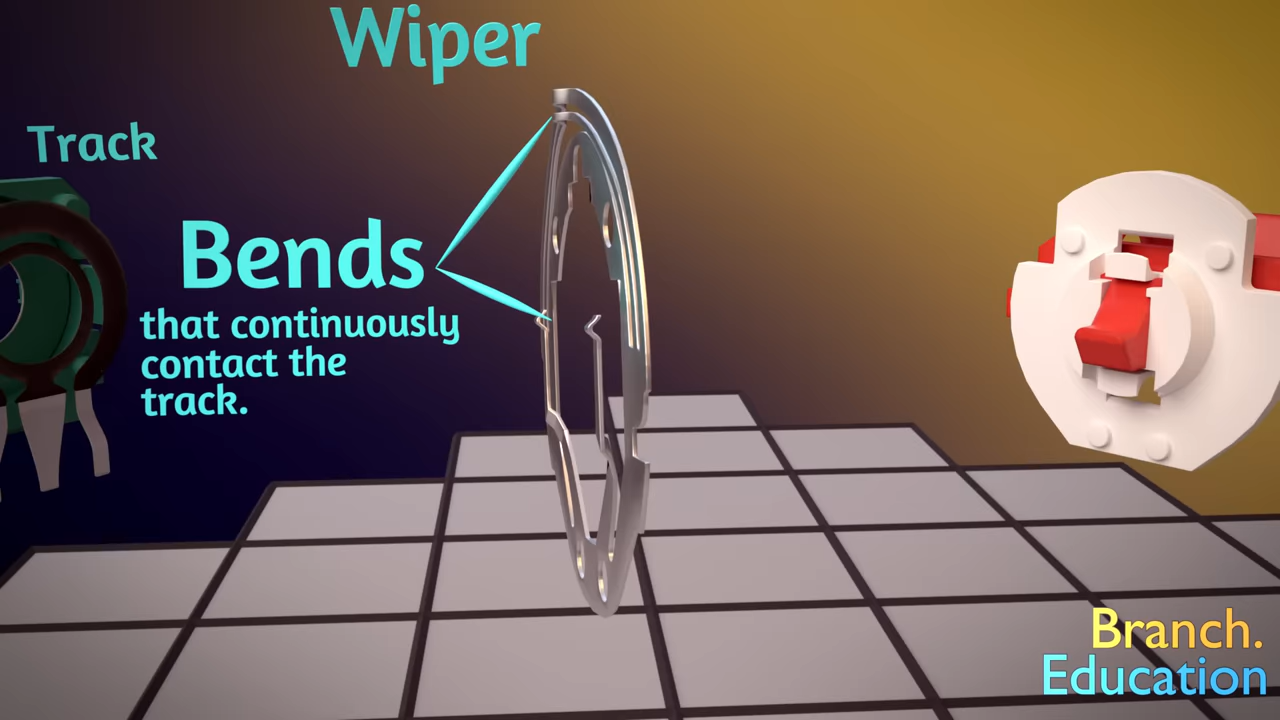 Wiper
Track
Bends
that continuously
contact the
track.
Branch.
Education